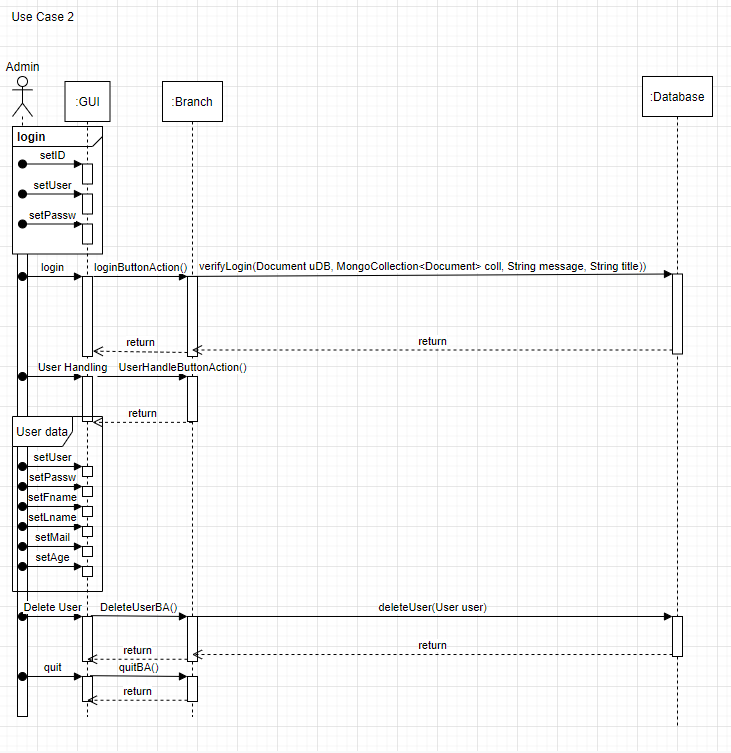 Use Case 2
Admin
:GUI
:Branch
:Database
login
setID
setUser
setPassw
login
loginButtonAction()
verifyLogin(Document uDB, MongoCollection<Document> coll, String message, String title))
return
return
User Handling
UserHandleButtonAction()
return
User data
setUser
setPassw
setFname
setLname
setMail
setAge
Delete User
DeleteUserBA()
deleteUser(User user)
return
return
quit
quitBA()
return